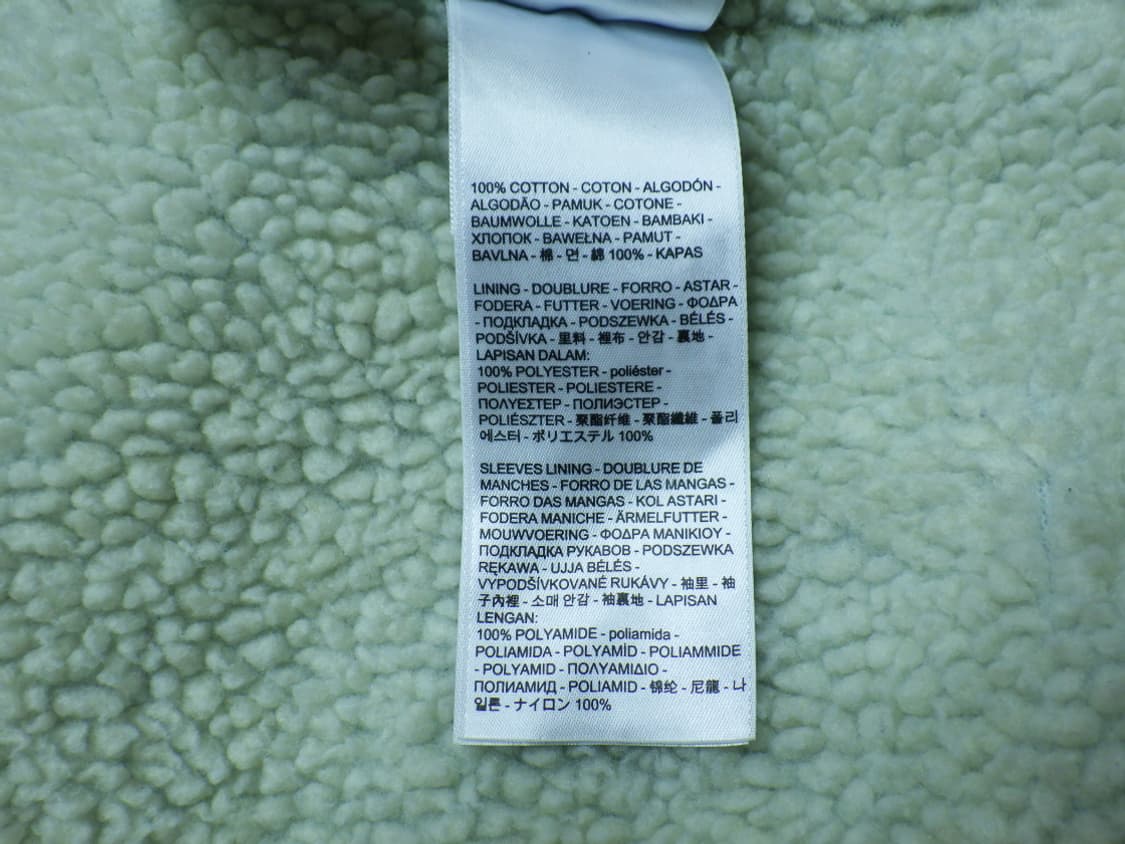 100% COTTON - COTON - ALGODÓN -
ALGODÃO - PAMUK - COTONE -
BAUMWOLLE - KATOEN - BAMBAKI -
ХЛОПОК - BAWEŁNA - PAMUT -
BAVLNA - 棉 - 면 - 綿 100% - KAPAS
LINING - DOUBLURE - FORRO - ASTAR -
FODERA - FUTTER - VOERING - ΦΟΔΡΑ
- ПОДКЛАДКА - PODSZEWKA - BÉLÉS -
PODŠÍVKA - 里料 - 裡布 - 안감 - 裏地 -
LAPISAN DALAM:
100% POLYESTER - poliéster -
POLIESTER - POLIESTERE -
ΠΟΛΥΕΣΤΕΡ - ПОЛИЭСТЕР -
POLIÉSZTER - 聚酯纤维 - 聚酯纖維 - 폴리
에스터 - ポリエステル 100%
SLEEVES LINING - DOUBLURE DE
MANCHES - FORRO DE LAS MANGAS -
FORRO DAS MANGAS - KOL ASTARI -
FODERA MANICHE - ÄRMELFUTTER -
MOUWVOERING - ΦΟΔΡΑ ΜΑΝΙΚΙΟΥ -
ПОДКЛАДКА РУКАВОВ - PODSZEWKA
RĘKAWA - UJJA BÉLÉS -
VYPODŠÍVKOVANÉ RUKÁVY - 袖里 - 袖
子內裡 - 소매 안감 - 袖裏地 - LAPISAN
LENGAN:
100% POLYAMIDE - poliamida -
POLIAMIDA - POLYAMİD - POLIAMMIDE
- POLYAMID - ΠΟΛΥΑΜΙΔΙΟ -
ПОЛИАМИД - POLIAMID - 锦纶 - 尼龍 - 나
일론 - ナイロン 100%